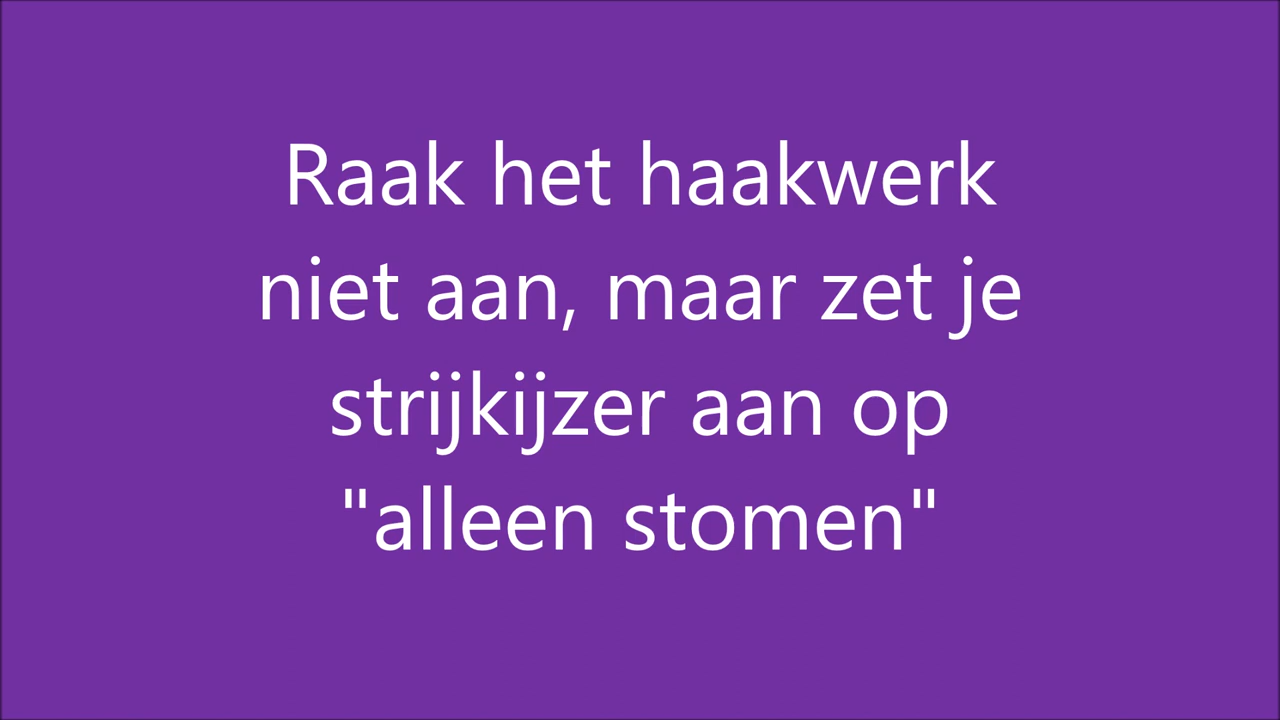 Raak het haakwerk
niet aan, maar zet je
strijkijzer aan op
"alleen stomen"